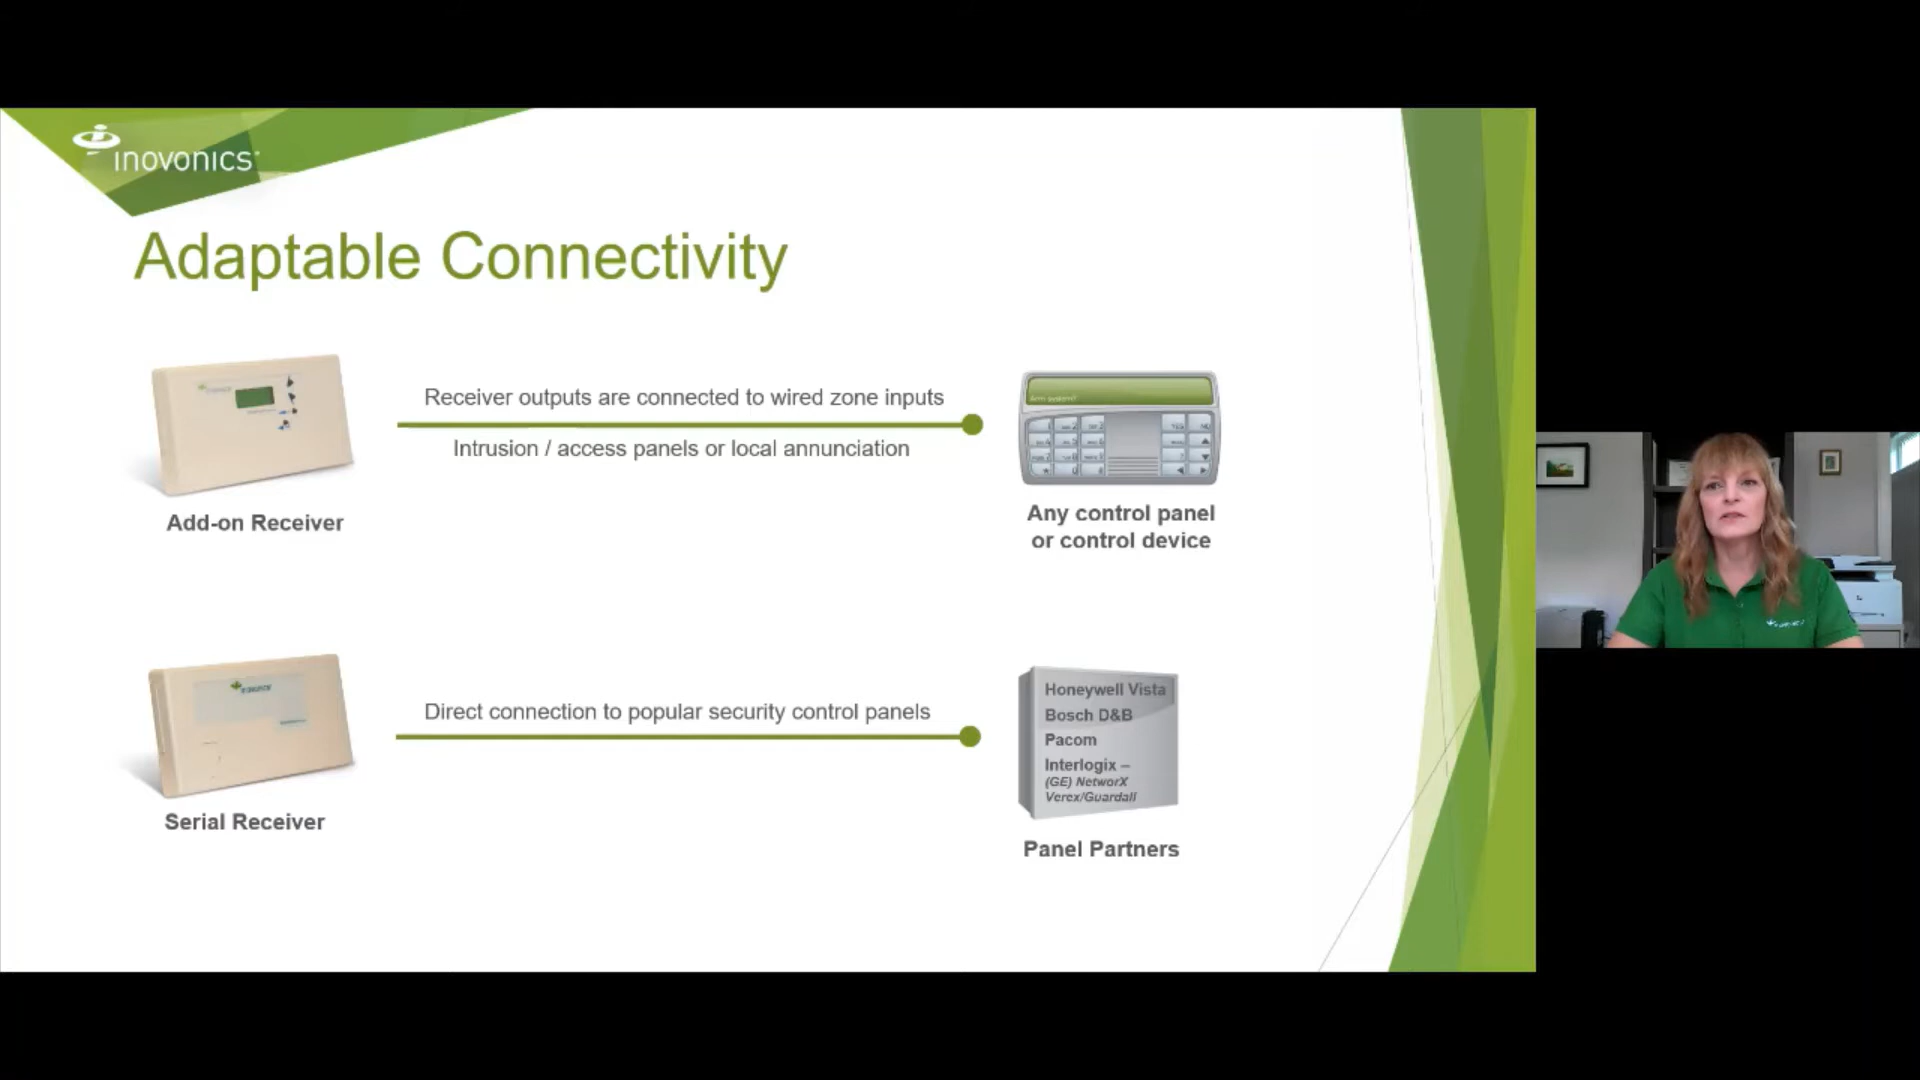 inovonics
Adaptable Connectivity
Receiver outputs are connected to wired zone inputs
Intrusion / access panels or local annunciation
Add-on Receiver
Any control panel
or control device
Direct connection to popular security control panels
Serial Receiver
Honeywell Vista
Bosch D&B
Pacom
Interlogix –
(GE) NetworX
Verex/Guardall
Panel Partners